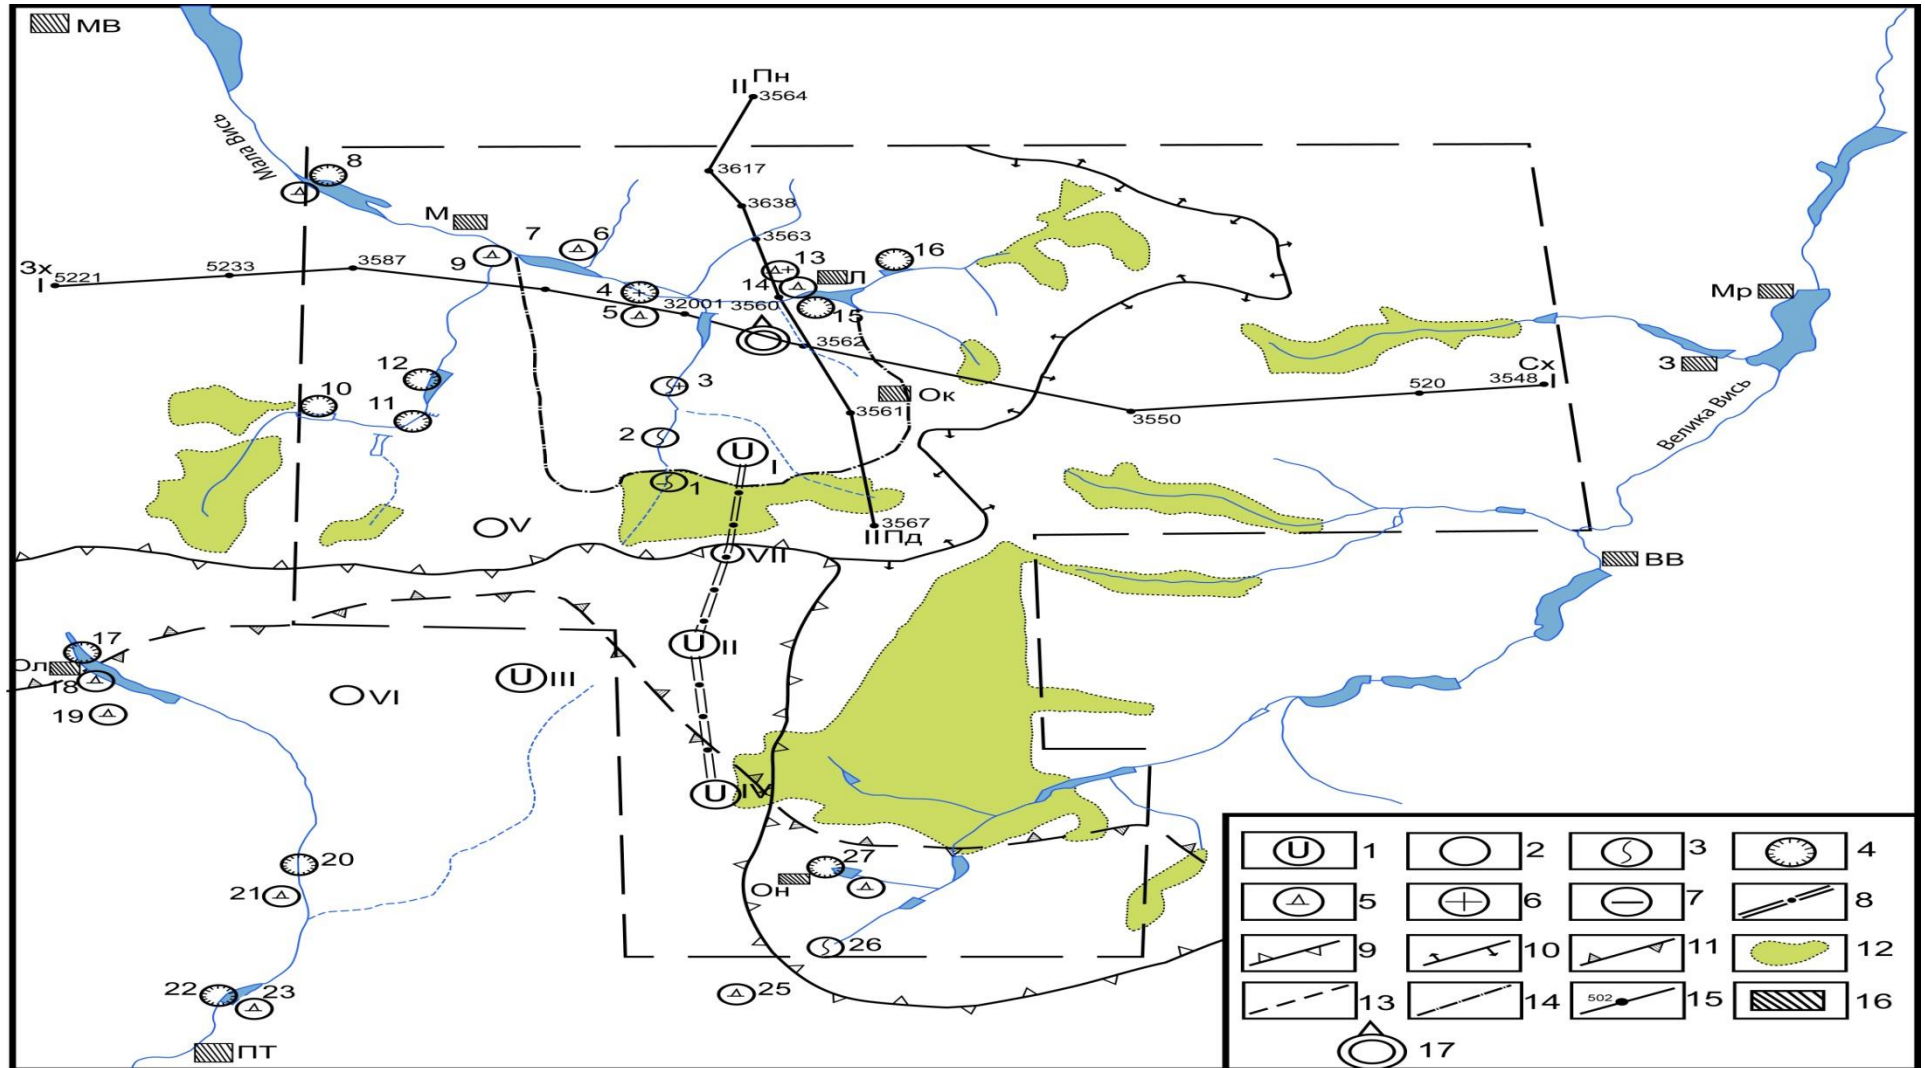 МВ
Пн
II
3564
Мала Вись
8
3617
М
7
6
3638
3563
13
16
Зх
I
5221
5233
3587
9
4
14
Л
5
32001
3560
15
3562
Мр
З
Сх
I
3548
520
3550
12
10
11
3
Ок
3561
Велика Вись
2
U
I
1
V
3567
II Пд
VII
ВВ
17
Ол
18
U
II
U
III
VI
19
U
IV
20
21
27
Он
26
22
23
25
ПТ
U
1
2
3
4
5
6
7
8
9
10
11
12
13
14
502
15
16
17